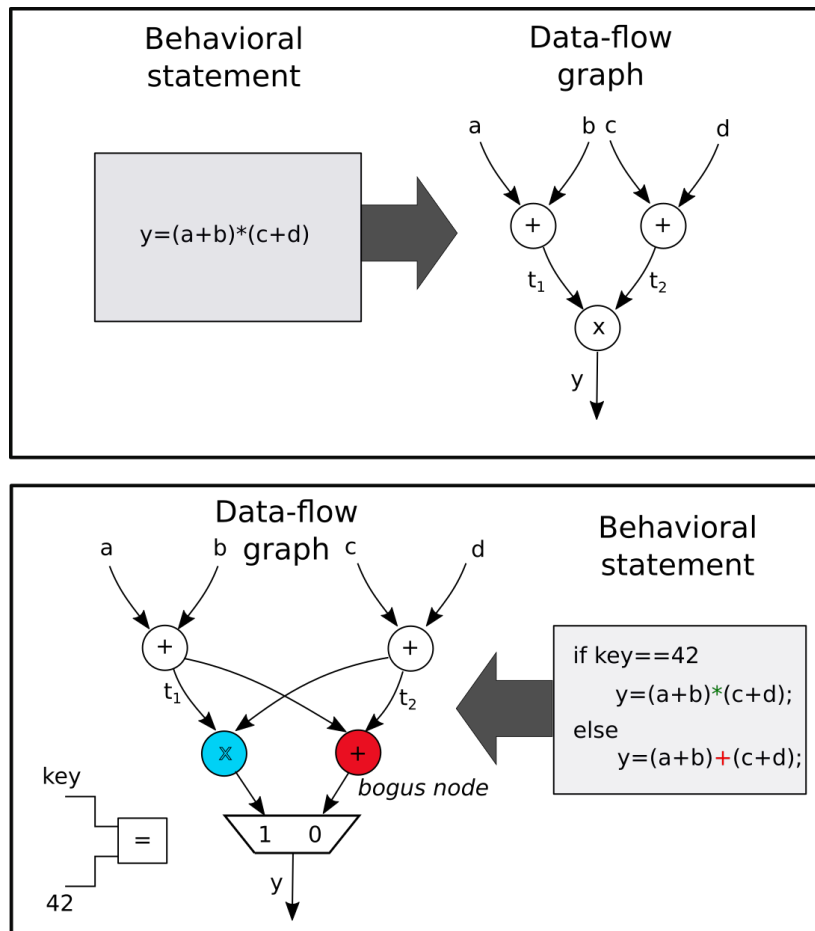 Behavioral
statement
Data-flow
graph
a b c d
y=(a+b)*(c+d)
+ +
t1 t2
x
y
Data-flow
graph
a b c d
Behavioral
statement
+ +
if key==42
y=(a+b)*(c+d);
else
y=(a+b)+(c+d);
t1 t2
x +
bogus node
key
1 0
=
y
42